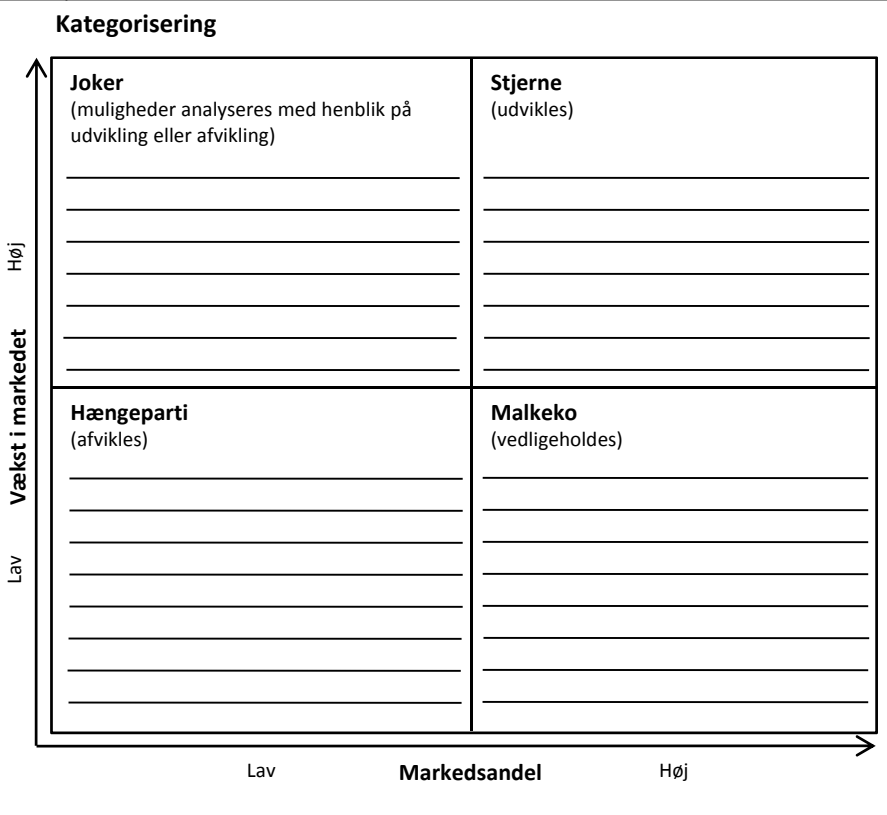 Kategorisering
Joker
(muligheder analyseres med henblik på
udvikling eller afvikling)
Stjerne
(udvikles)
Hængeparti
(afvikles)
Malkeko
(vedligeholdes)
Høj
Vækst i markedet
Lav
Lav
Markedsandel
Høj